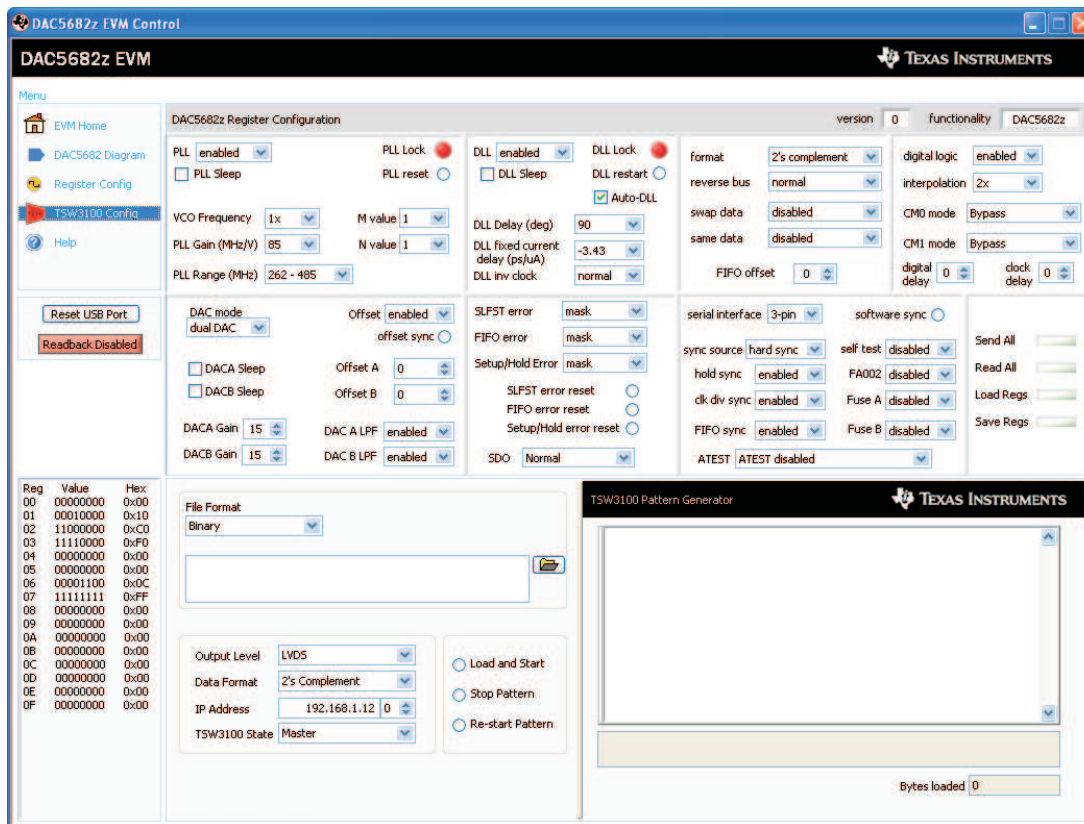 DAC5682z EVM Control
DAC5682z EVM
TEXAS INSTRUMENTS
Menu
EVM Home
DAC5682 Diagram
Register Config
TSW3100 Config
Help
Reset USB Port
Readback Disabled
DAC5682z Register Configuration
version 0 functionality DAC5682z
PLL enabled PLL Lock
PLL Sleep PLL reset
VCO Frequency 1x M value 1
PLL Gain (MHz/V) 85 N value 1
PLL Range (MHz) 262 - 485
DLL enabled DLL Lock
DLL Sleep DLL restart
Auto-DLL
DLL Delay (deg) 90
DLL fixed current
delay (ps/uA) -3.43
DLL inv clock normal
format 2's complement
reverse bus normal
swap data disabled
same data disabled
FIFO offset 0
digital logic enabled
interpolation 2x
CM0 mode Bypass
CM1 mode Bypass
digital delay 0 clock delay 0
DAC mode
dual DAC
Offset enabled
offset sync
DACA Sleep Offset A 0
DACB Sleep Offset B 0
DACA Gain 15 DAC A LPF enabled
DACB Gain 15 DAC B LPF enabled
SLFST error mask
FIFO error mask
Setup/Hold Error mask
SLFST error reset
FIFO error reset
Setup/Hold error reset
SDO Normal
serial interface 3-pin software sync
sync source hard sync self test disabled
hold sync enabled FA002 disabled
clk div sync enabled Fuse A disabled
FIFO sync enabled Fuse B disabled
ATEST ATEST disabled
Send All
Read All
Load Regs
Save Regs
Reg Value Hex
00 00000000 0x00
01 00010000 0x10
02 11000000 0xC0
03 11110000 0xF0
04 00000000 0x00
05 00000000 0x00
06 00001100 0x0C
07 11111111 0xFF
08 00000000 0x00
09 00000000 0x00
0A 00000000 0x00
0B 00000000 0x00
0C 00000000 0x00
0D 00000000 0x00
0E 00000000 0x00
0F 00000000 0x00
File Format
Binary
Output Level LVDS
Data Format 2's Complement
IP Address 192.168.1.12 0
TSW3100 State Master
Load and Start
Stop Pattern
Re-start Pattern
TSW3100 Pattern Generator
TEXAS INSTRUMENTS
Bytes loaded 0